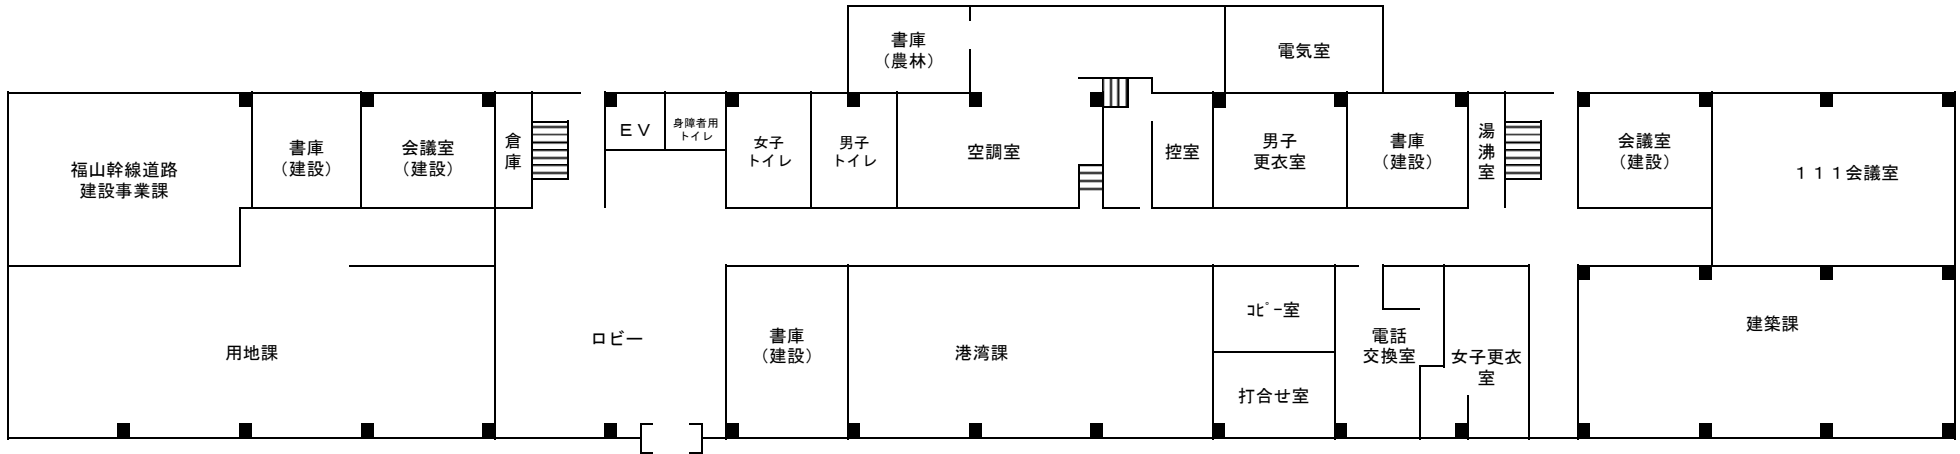 書庫
（農林）
電気室
福山幹線道路
建設事業課
書庫
（建設）
会議室
（建設）
倉
庫
ＥＶ
身障者用
トイレ
女子
トイレ
男子
トイレ
空調室
控室
男子
更衣室
書庫
（建設）
湯
沸
室
会議室
（建設）
１１１会議室
用地課
ロビー
書庫
（建設）
港湾課
ｺﾋﾟｰ室
打合せ室
電話
交換室
女子更衣
室
建築課